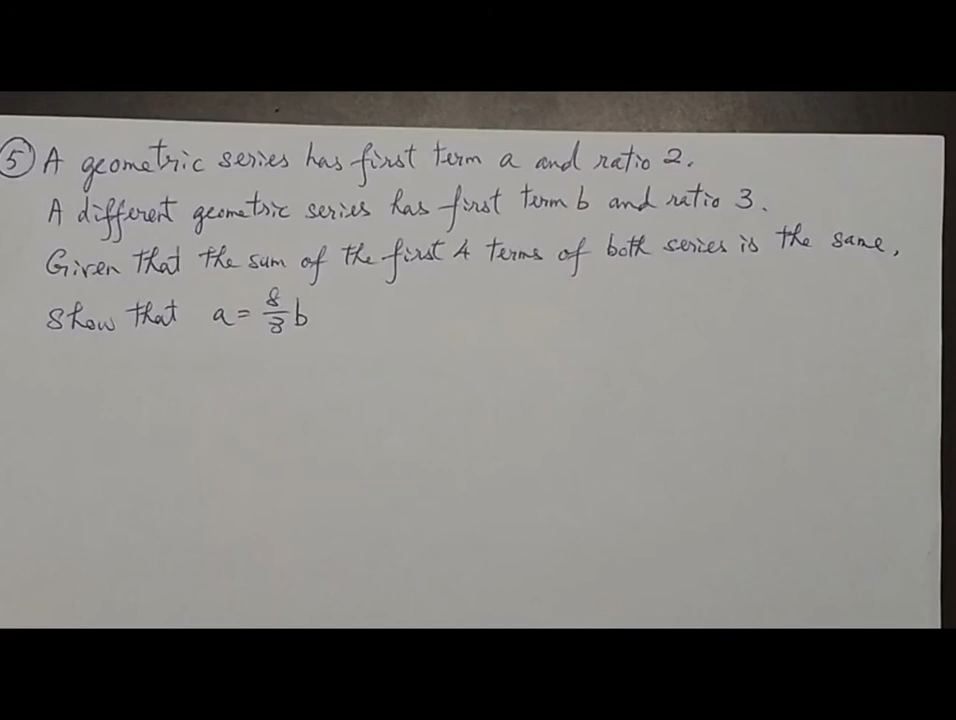 ⑤ A geometric series has first term a and ratio 2.
A different geometric series has first term b and ratio 3.
Given that the sum of the first 4 terms of both series is the same,
show that a = 8/3 b